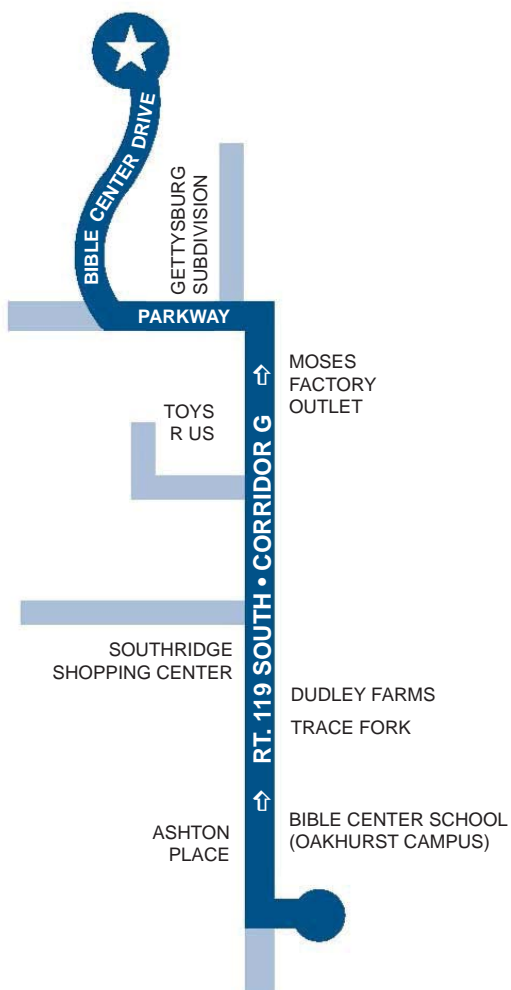 BIBLE CENTER DRIVE
GETTYSBURG
SUBDIVISION
PARKWAY
MOSES
FACTORY
OUTLET
TOYS
R US
RT. 119 SOUTH • CORRIDOR G
SOUTHRIDGE
SHOPPING CENTER
DUDLEY FARMS
TRACE FORK
BIBLE CENTER SCHOOL
(OAKHURST CAMPUS)
ASHTON
PLACE